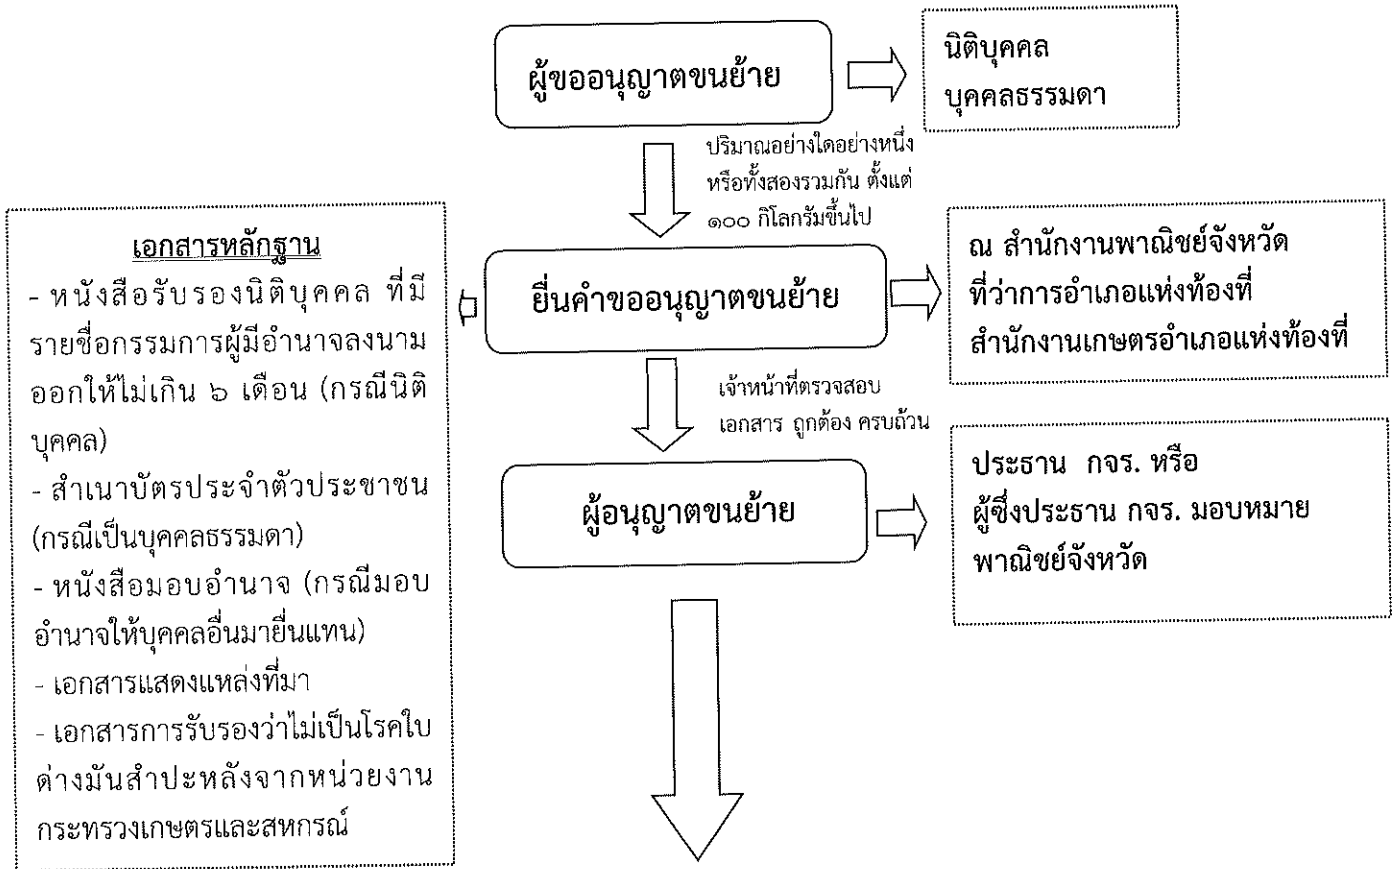 ผู้ขออนุญาตขนย้าย
นิติบุคคล
บุคคลธรรมดา
ปริมาณอย่างใดอย่างหนึ่ง
หรือทั้งสองรวมกัน ตั้งแต่
๑๐๐ กิโลกรัมขึ้นไป
ยื่นคำขออนุญาตขนย้าย
ณ สำนักงานพาณิชย์จังหวัด
ที่ว่าการอำเภอแห่งท้องที่
สำนักงานเกษตรอำเภอแห่งท้องที่
เอกสารหลักฐาน
- หนังสือรับรองนิติบุคคล ที่มี
รายชื่อกรรมการผู้มีอำนาจลงนาม
ออกให้ไม่เกิน ๖ เดือน (กรณีนิติ
บุคคล)
- สำเนาบัตรประจำตัวประชาชน
(กรณีเป็นบุคคลธรรมดา)
- หนังสือมอบอำนาจ (กรณีมอบ
อำนาจให้บุคคลอื่นมายื่นแทน)
- เอกสารแสดงแหล่งที่มา
- เอกสารการรับรองว่าไม่เป็นโรคใบ
ด่างมันสำปะหลังจากหน่วยงาน
กระทรวงเกษตรและสหกรณ์
เจ้าหน้าที่ตรวจสอบ
เอกสาร ถูกต้อง ครบถ้วน
ผู้อนุญาตขนย้าย
ประธาน กจร. หรือ
ผู้ซึ่งประธาน กจร. มอบหมาย
พาณิชย์จังหวัด